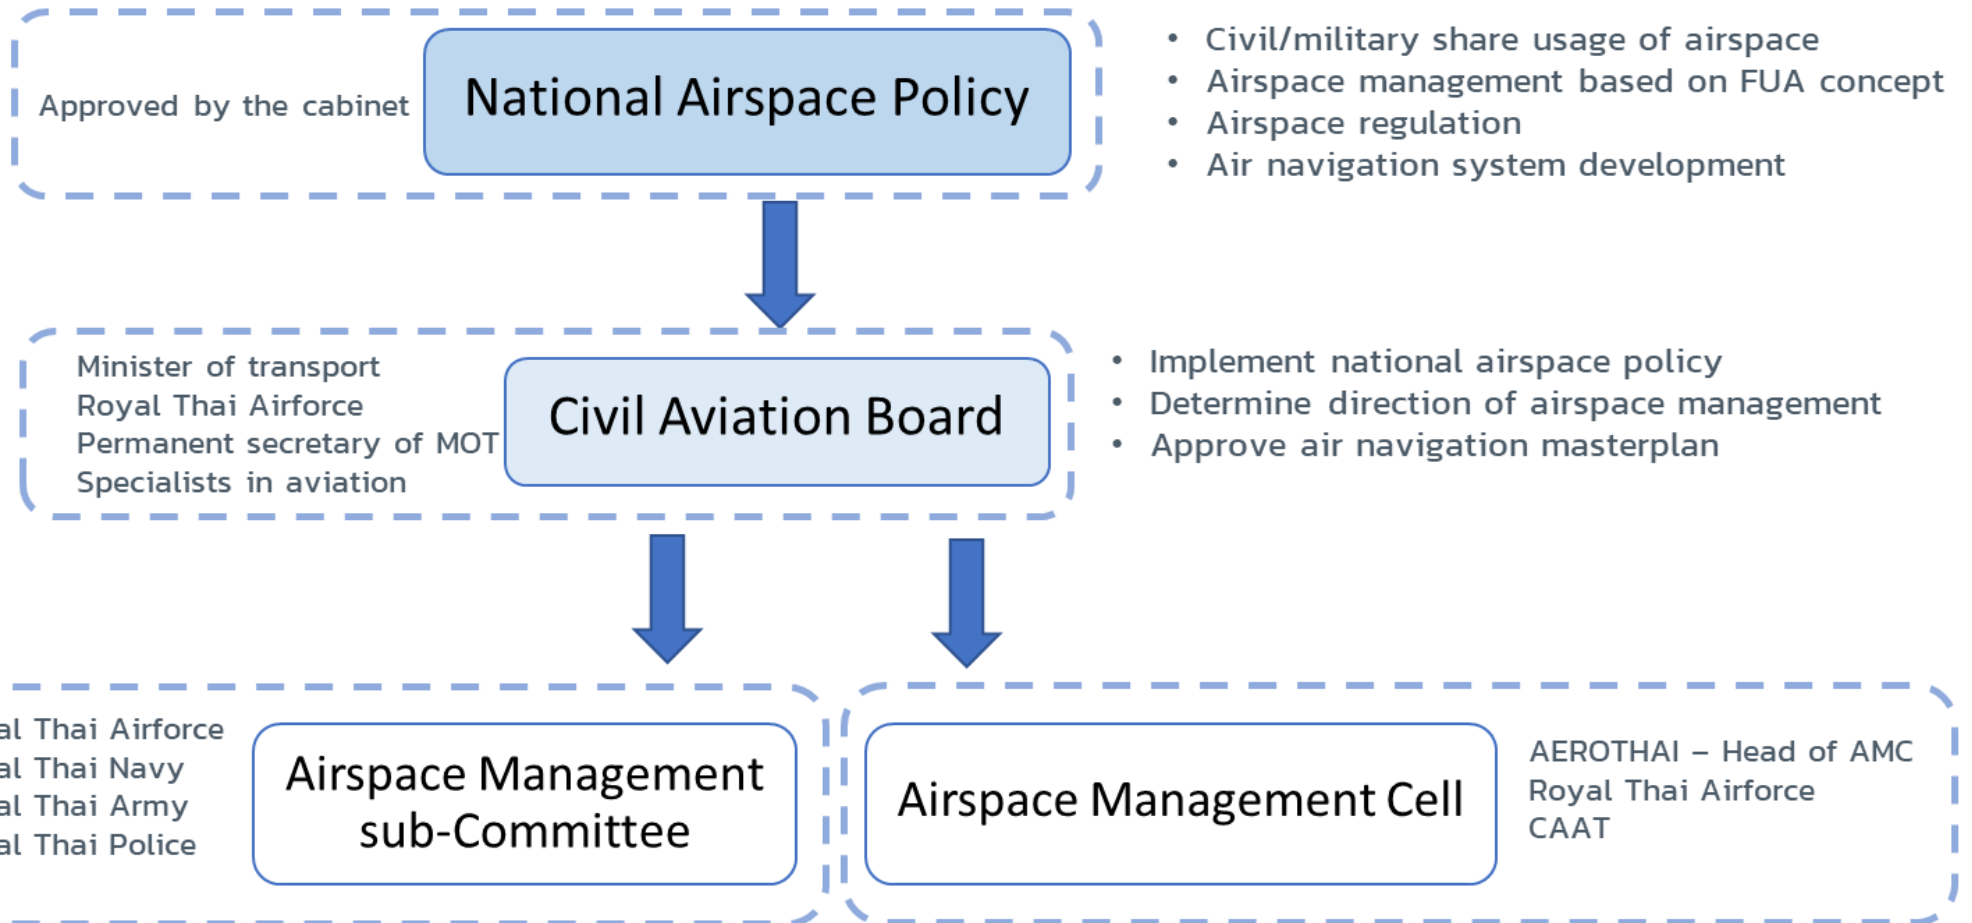 Approved by the cabinet
National Airspace Policy
• Civil/military share usage of airspace
• Airspace management based on FUA concept
• Airspace regulation
• Air navigation system development
Minister of transport
Royal Thai Airforce
Permanent secretary of MOT
Specialists in aviation
Civil Aviation Board
• Implement national airspace policy
• Determine direction of airspace management
• Approve air navigation masterplan
al Thai Airforce
al Thai Navy
al Thai Army
al Thai Police
Airspace Management
sub-Committee
Airspace Management Cell
AEROTHAI – Head of AMC
Royal Thai Airforce
CAAT